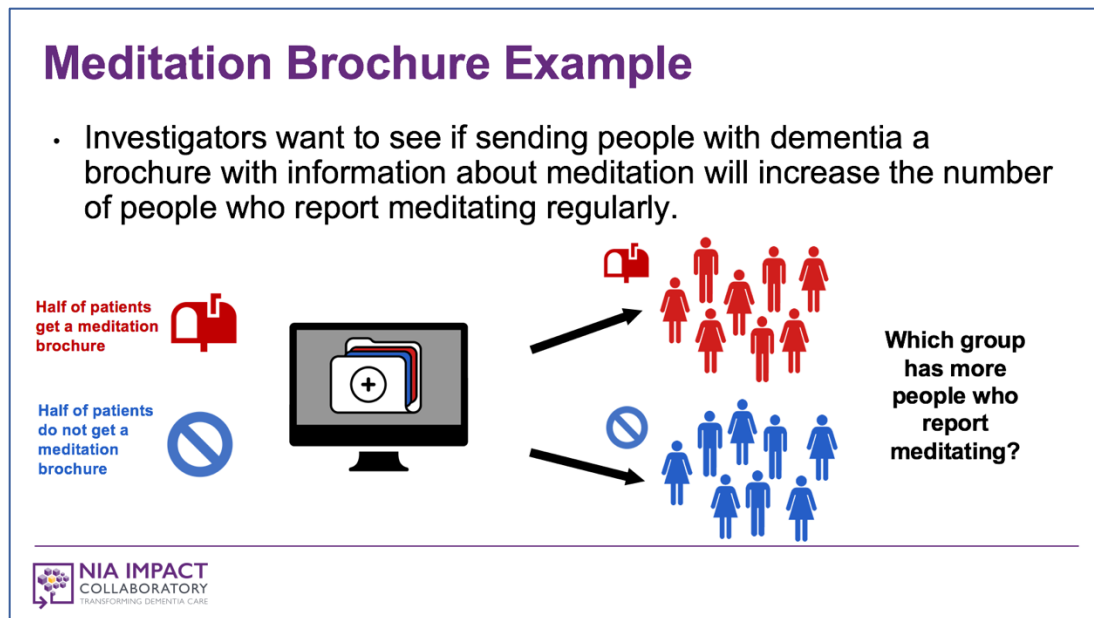 Meditation Brochure Example
• Investigators want to see if sending people with dementia a
brochure with information about meditation will increase the number
of people who report meditating regularly.
Half of patients
get a meditation
brochure
Half of patients
do not get a
meditation
brochure
Which group
has more
people who
report
meditating?
NIA IMPACT
COLLABORATORY
TRANSFORMING DEMENTIA CARE